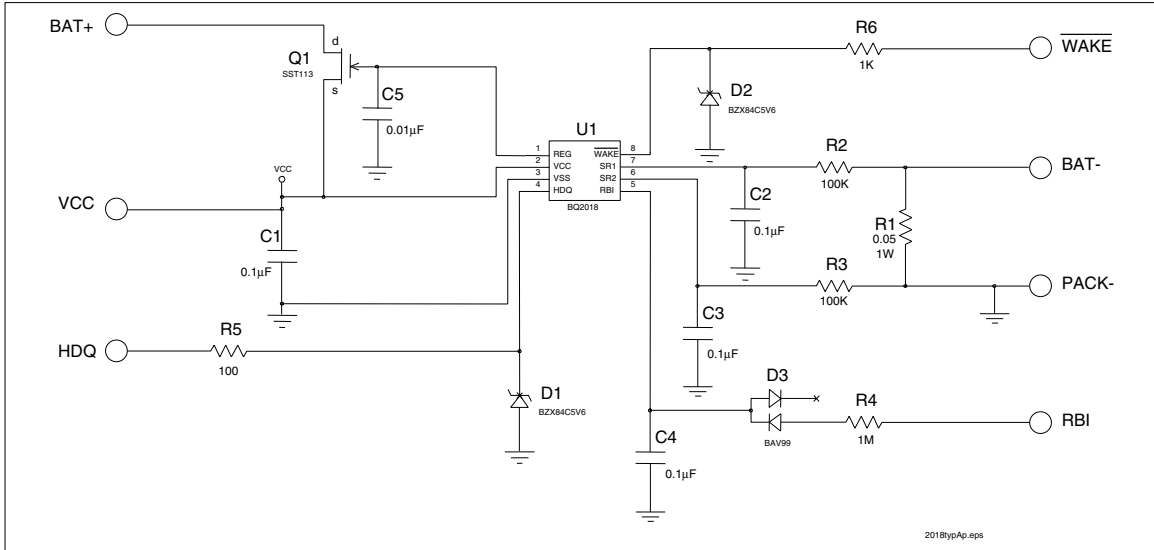 BAT+
d
Q1
SST113
s
C5
0.01µF
R6
1K
WAKE
D2
BZX84C5V6
U1
1 REG WAKE 8
2 VCC SR1 7
3 VSS SR2 6
4 HDQ RBI 5
BQ2018
R2
100K
BAT-
VCC
VCC
C1
0.1µF
C2
0.1µF
R1
0.05
1W
R3
100K
PACK-
C3
0.1µF
HDQ
R5
100
D1
BZX84C5V6
D3
BAV99
R4
1M
RBI
C4
0.1µF
2018typAp.eps